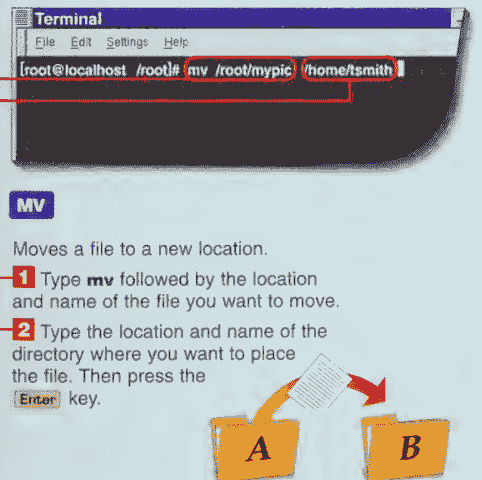 Terminal
File Edit Settings Help
[root@localhost /root]# mv /root/mypic /home/tsmith
MV
Moves a file to a new location.
1 Type mv followed by the location
and name of the file you want to move.
2 Type the location and name of the
directory where you want to place
the file. Then press the
Enter key.
A B